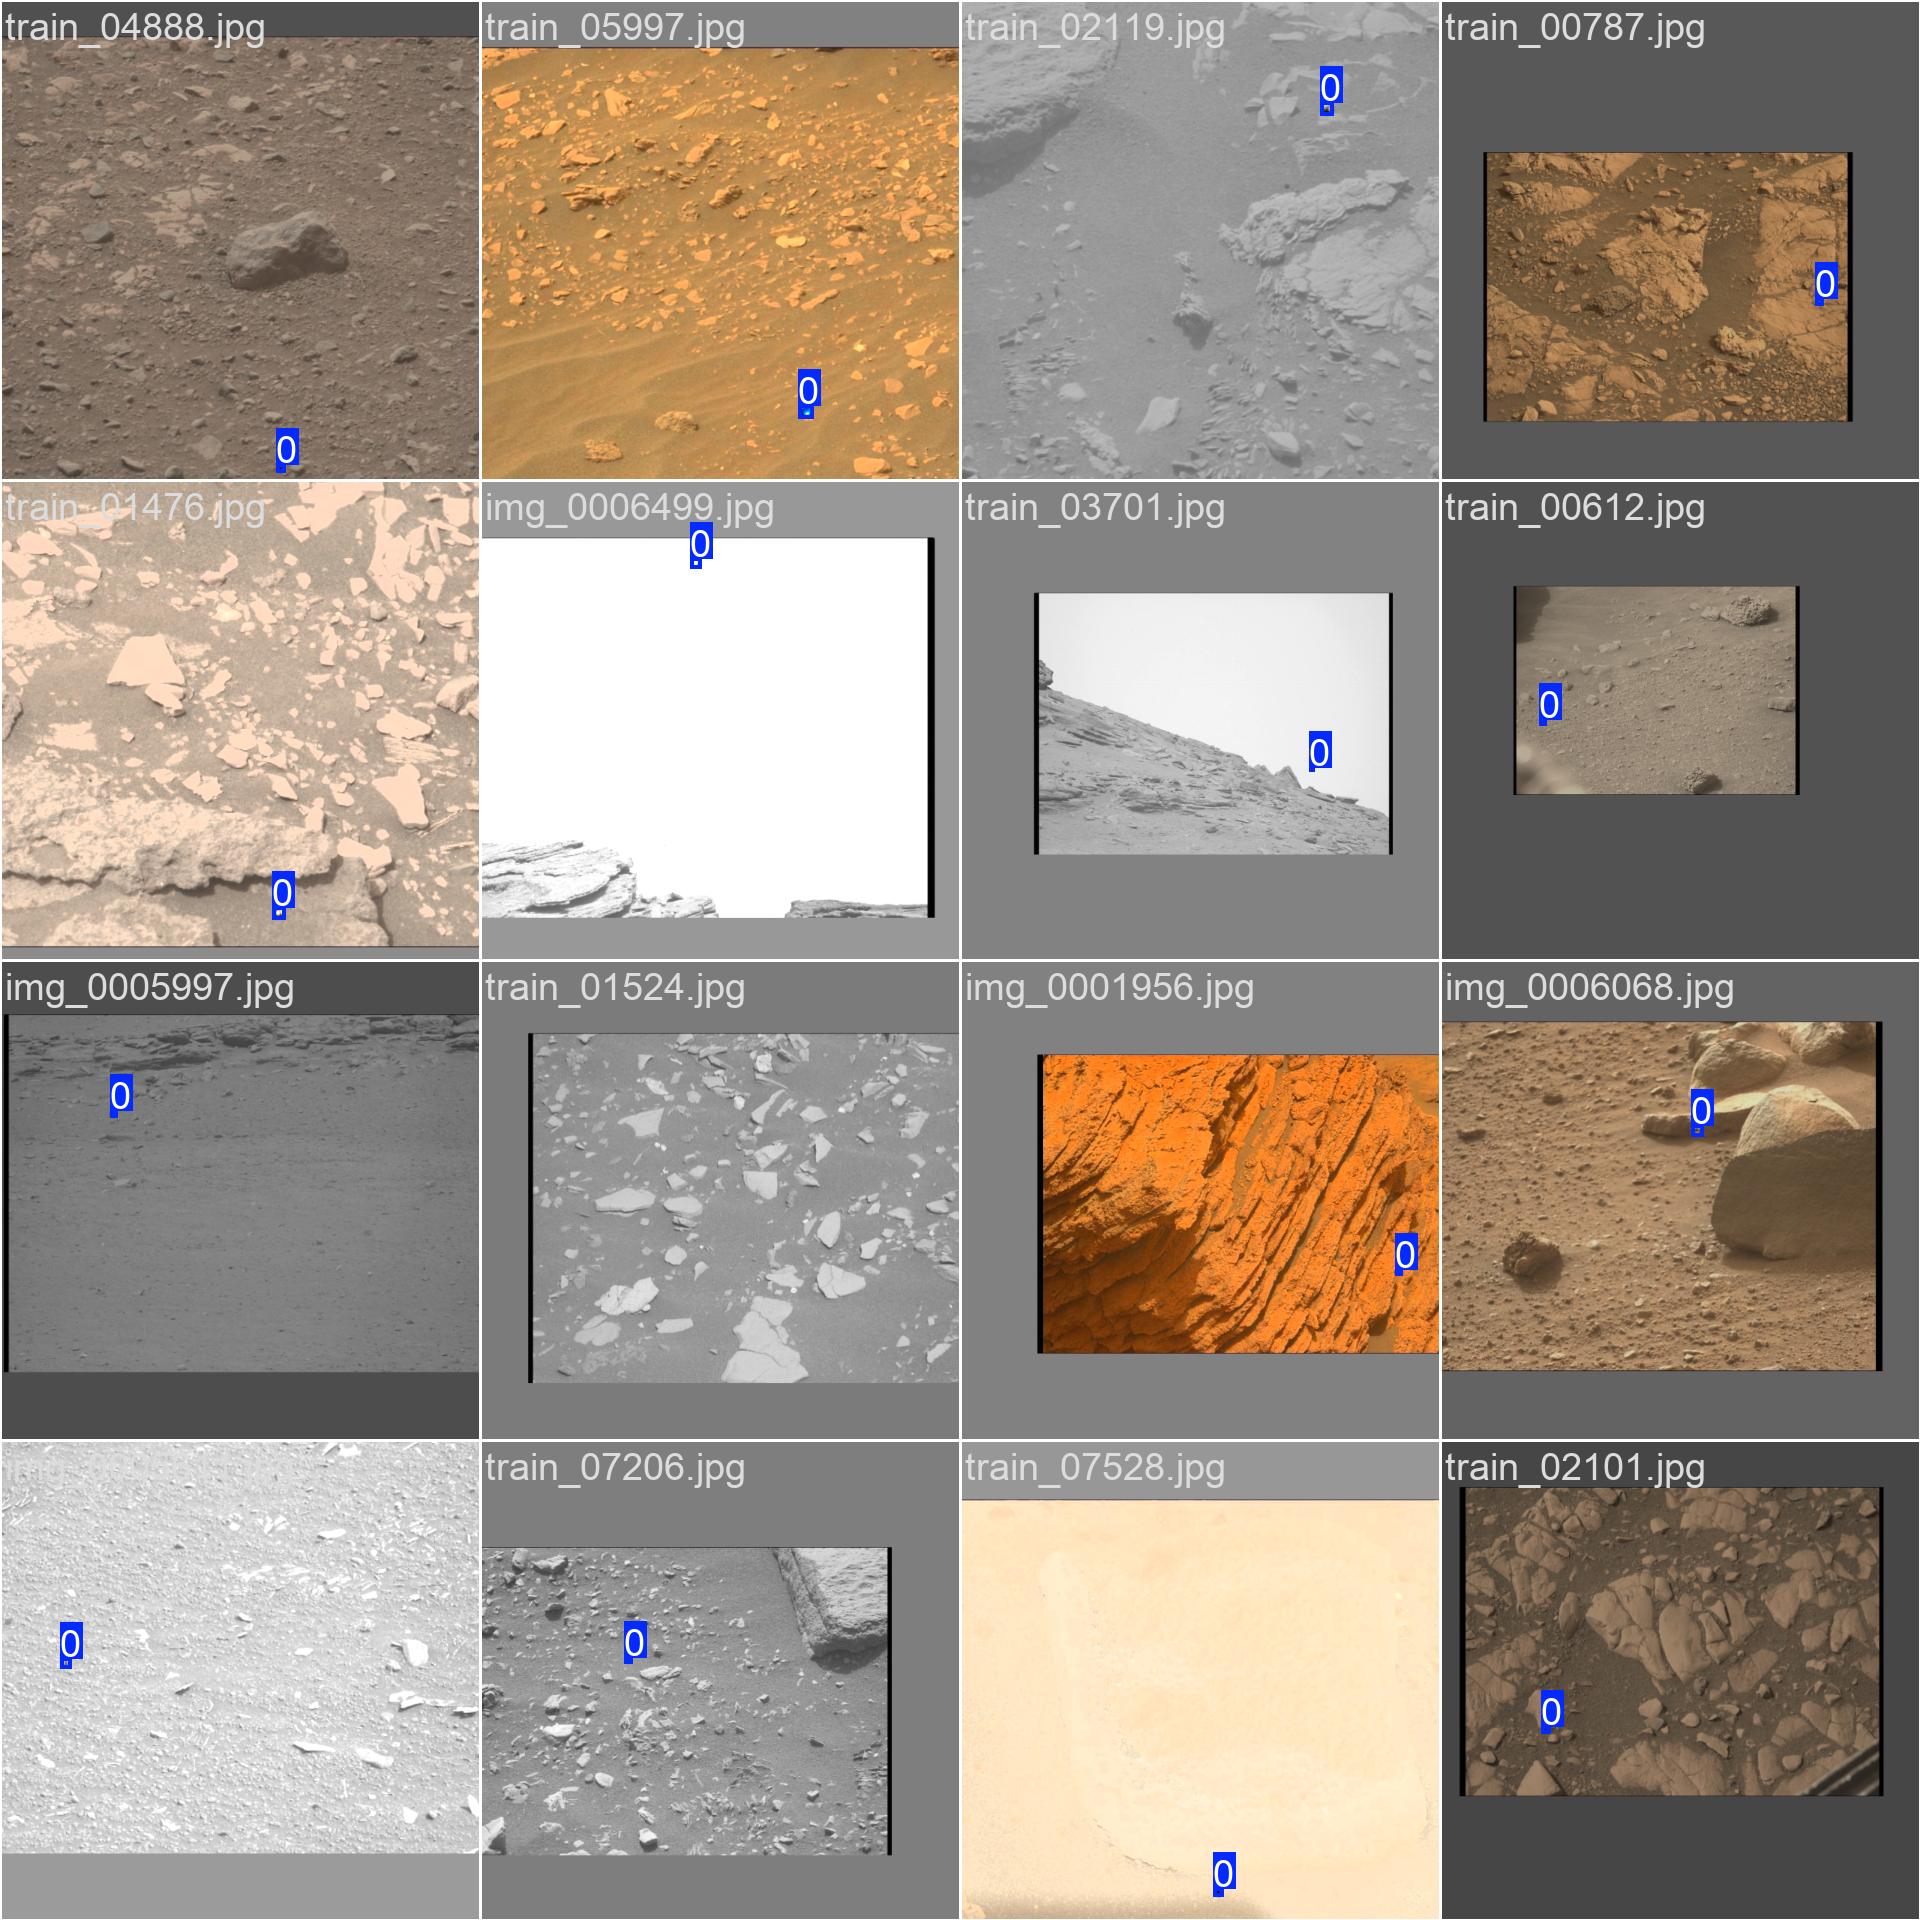 train_04888.jpg
train_05997.jpg
train_02119.jpg
train_00787.jpg
0
0
0
0
train_01476.jpg
img_0006499.jpg
train_03701.jpg
train_00612.jpg
0
0
0
0
img_0005997.jpg
train_01524.jpg
img_0001956.jpg
img_0006068.jpg
0
0
0
train_07206.jpg
train_07528.jpg
train_02101.jpg
0
0
0
0